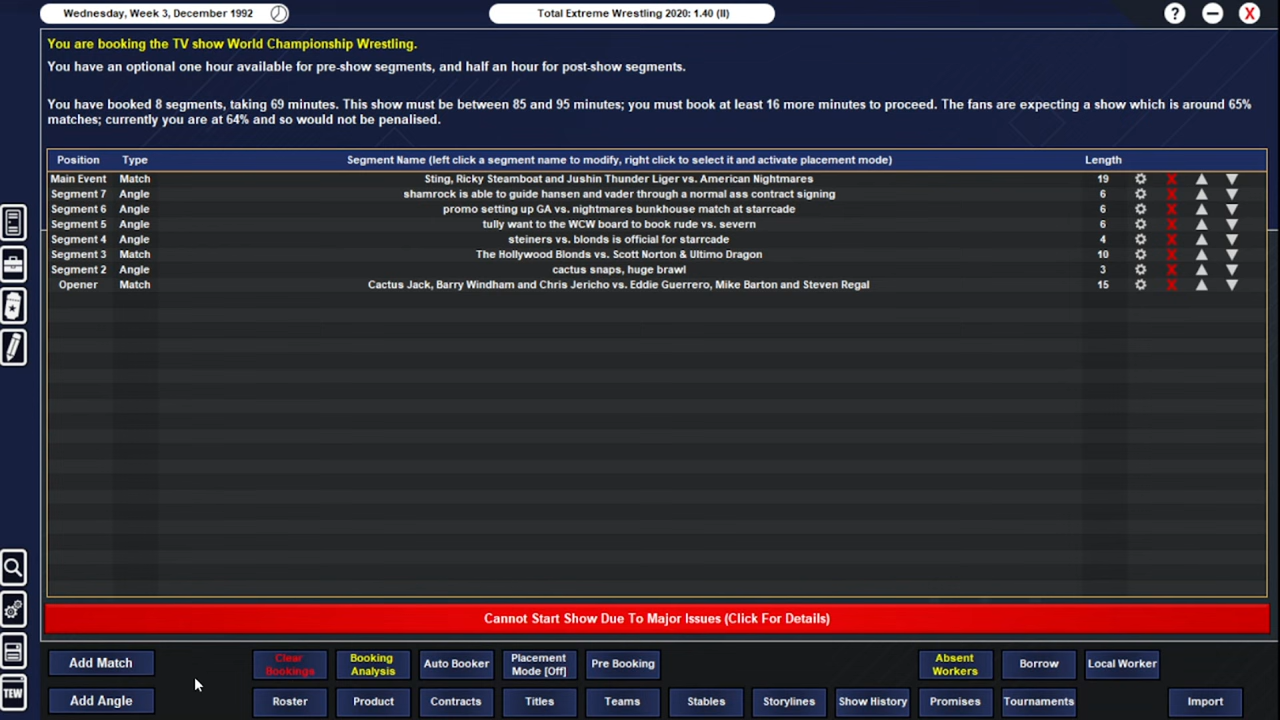 Wednesday, Week 3, December 1992
Total Extreme Wrestling 2020: 1.40 (II)
?
X
You are booking the TV show World Championship Wrestling.
You have an optional one hour available for pre-show segments, and half an hour for post-show segments.
You have booked 8 segments, taking 69 minutes. This show must be between 85 and 95 minutes; you must book at least 16 more minutes to proceed. The fans are expecting a show which is around 65%
matches; currently you are at 64% and so would not be penalised.
Position Type Segment Name (left click a segment name to modify, right click to select it and activate placement mode) Length
Main Event Match Sting, Ricky Steamboat and Jushin Thunder Liger vs. American Nightmares 19 X
Segment 7 Angle shamrock is able to guide hansen and vader through a normal ass contract signing 6 X
Segment 6 Angle promo setting up GA vs. nightmares bunkhouse match at starrcade 6 X
Segment 5 Angle tully want to the WCW board to book rude vs. severn 6 X
Segment 4 Angle steiners vs. blonds is official for starrcade 4 X
Segment 3 Match The Hollywood Blonds vs. Scott Norton & Ultimo Dragon 10 X
Segment 2 Angle cactus snaps, huge brawl 3 X
Opener Match Cactus Jack, Barry Windham and Chris Jericho vs. Eddie Guerrero, Mike Barton and Steven Regal 15 X
Cannot Start Show Due To Major Issues (Click For Details)
Add Match
Clear Bookings
Booking Analysis
Auto Booker
Placement Mode [Off]
Pre Booking
Absent Workers
Borrow
Local Worker
TEW
Add Angle
Roster
Product
Contracts
Titles
Teams
Stables
Storylines
Show History
Promises
Tournaments
Import